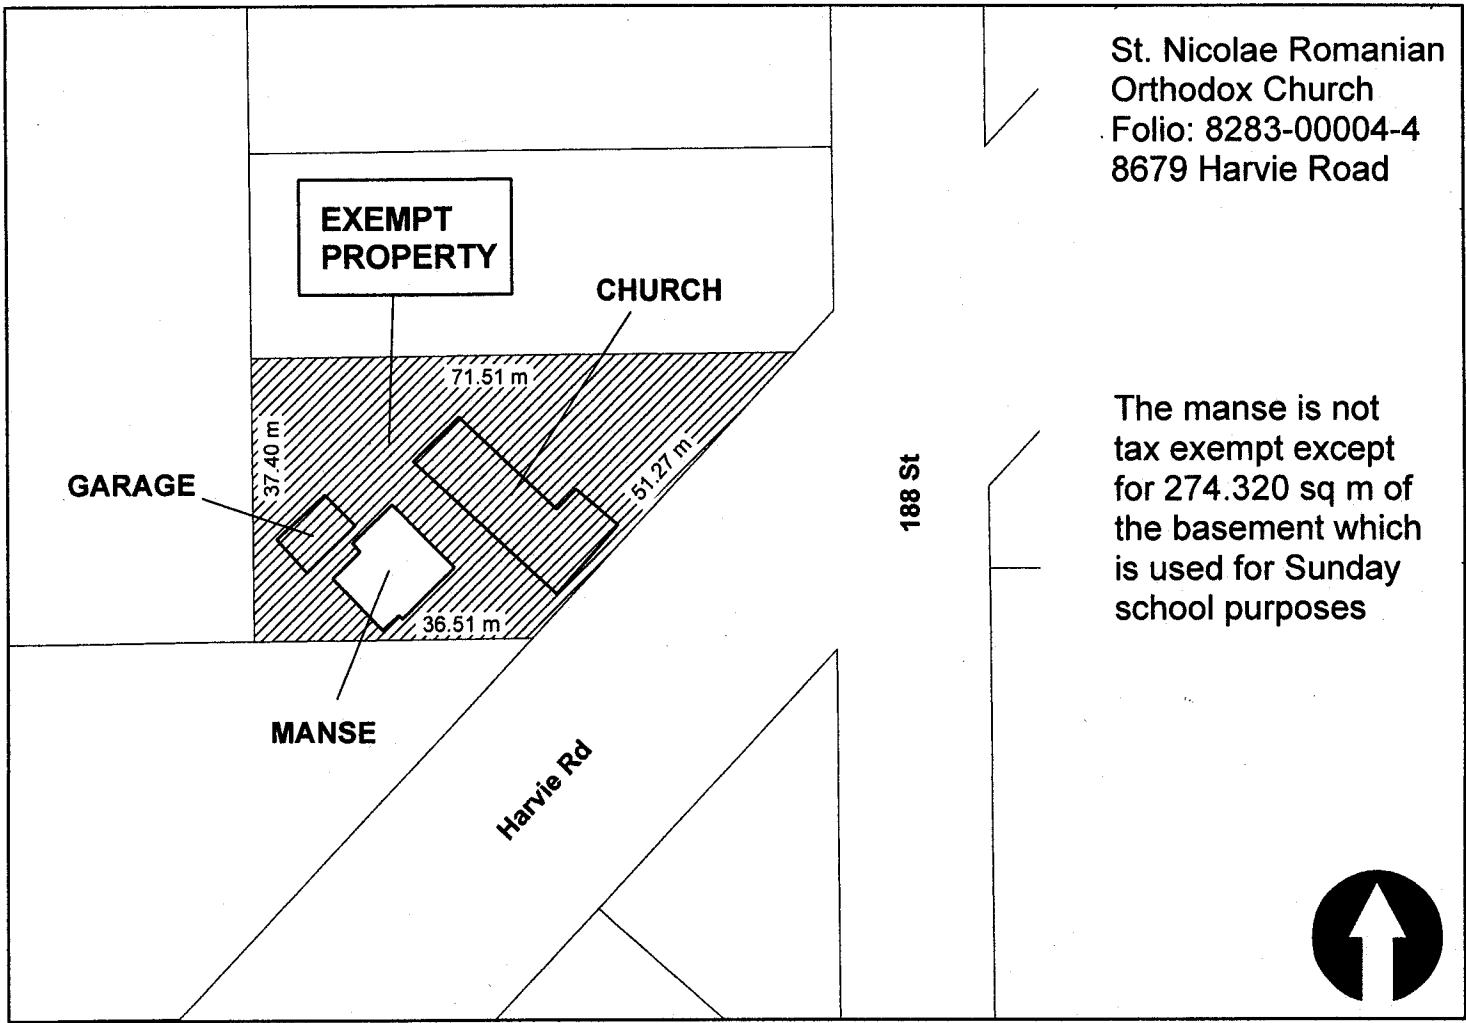 St. Nicolae Romanian
Orthodox Church
Folio: 8283-00004-4
8679 Harvie Road
EXEMPT
PROPERTY
CHURCH
71.51 m
37.40 m
51.27 m
GARAGE
188 St
The manse is not
tax exempt except
for 274.320 sq m of
the basement which
is used for Sunday
school purposes
36.51 m
MANSE
Harvie Rd